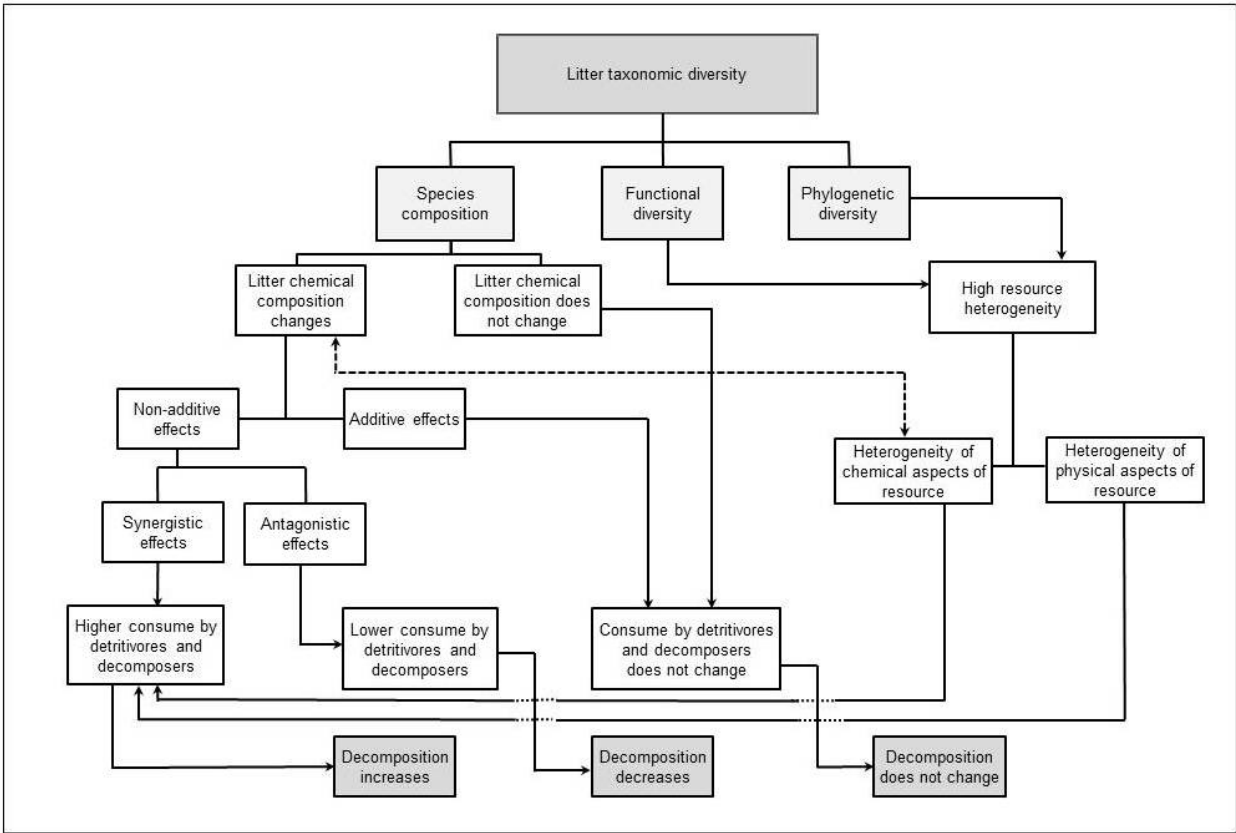 Litter taxonomic diversity
Species
composition
Functional
diversity
Phylogenetic
diversity
Litter chemical
composition
changes
Litter chemical
composition does
not change
High resource
heterogeneity
Non-additive
effects
Additive effects
Heterogeneity of
chemical aspects of
resource
Heterogeneity of
physical aspects of
resource
Synergistic
effects
Antagonistic
effects
Higher consume by
detritivores and
decomposers
Lower consume by
detritivores and
decomposers
Consume by detritivores
and decomposers
does not change
Decomposition
increases
Decomposition
decreases
Decomposition
does not change